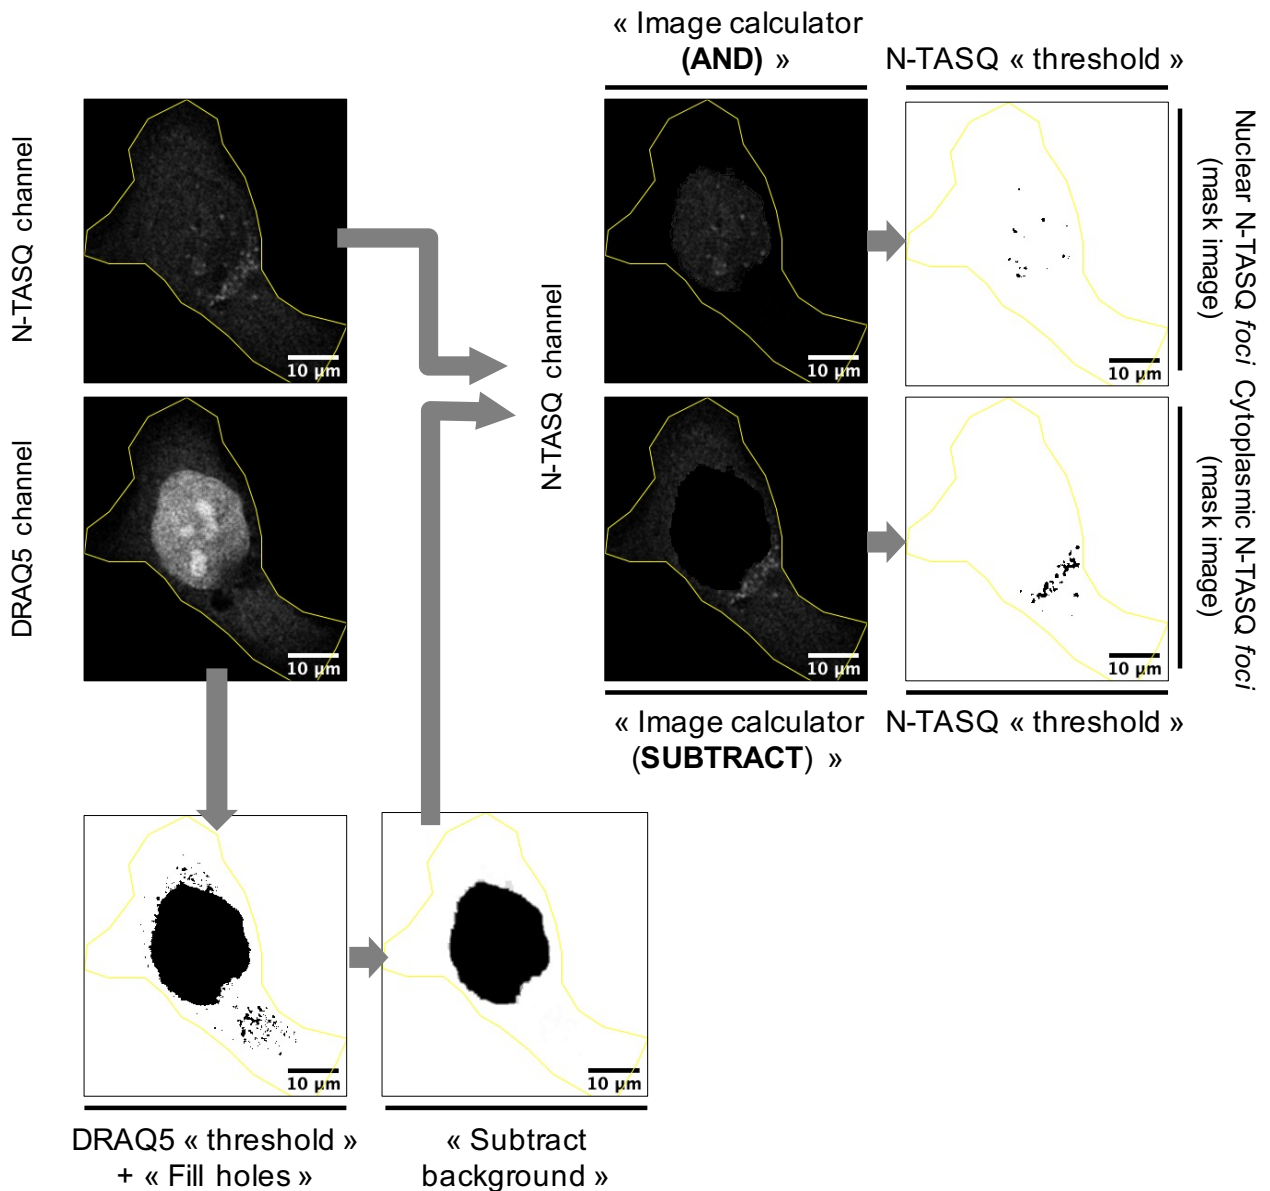 « Image calculator
(AND) »
N-TASQ « threshold »
N-TASQ channel
10 µm
10 µm
10 µm
Nuclear N-TASQ foci
(mask image)
N-TASQ channel
DRAQ5 channel
10 µm
10 µm
10 µm
Cytoplasmic N-TASQ foci
(mask image)
« Image calculator
(SUBTRACT) »
N-TASQ « threshold »
10 µm
10 µm
DRAQ5 « threshold »
+ « Fill holes »
« Subtract
background »